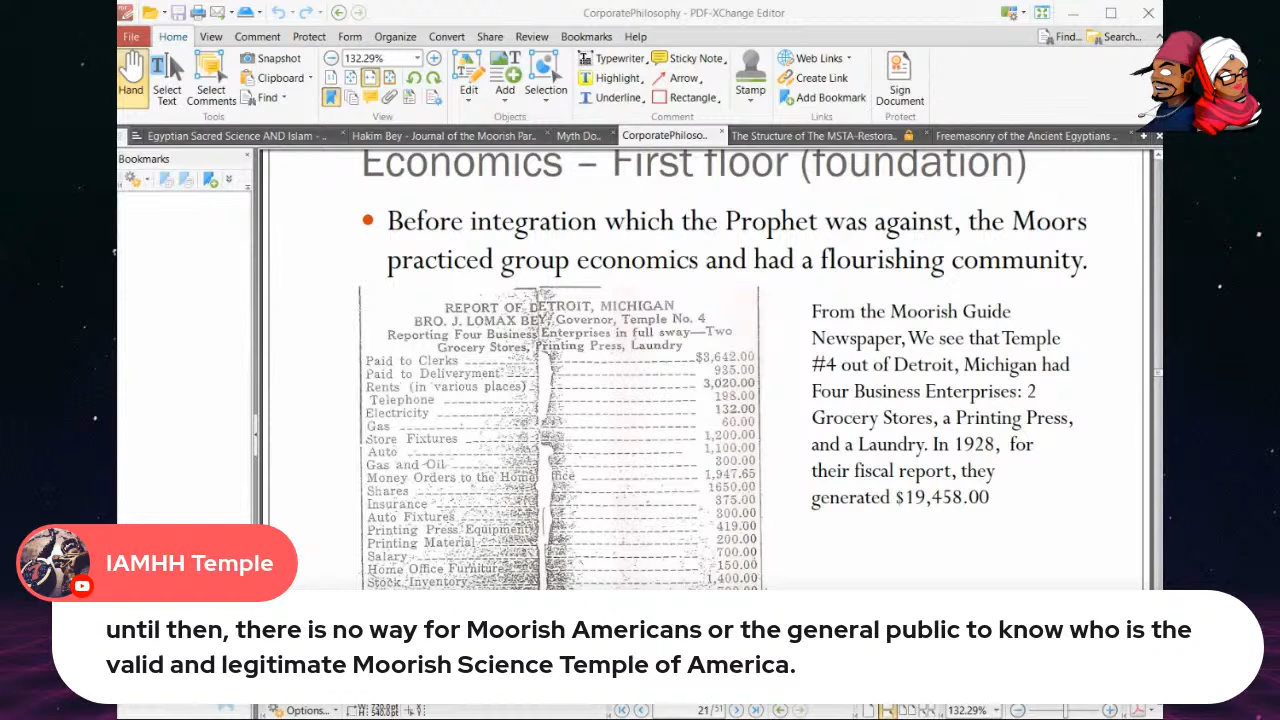 CorporatePhilosophy - PDF-XChange Editor
File Home View Comment Protect Form Organize Convert Share Review Bookmarks Help Find... Search...
Hand
Select Text
Select Comments
Snapshot
Clipboard
Find
Tools
132.29%
View
Edit
Add
Selection
Objects
Typewriter
Highlight
Underline
Sticky Note
Arrow
Rectangle
Comment
Stamp
Web Links
Create Link
Add Bookmark
Links
Sign Document
Protect
Egyptian Sacred Science AND Islam - ..
Hakim Bey - Journal of the Moorish Par..
Myth Do..
CorporatePhiloso..
The Structure of The MSTA-Restora..
Freemasonry of the Ancient Egyptians
Bookmarks
Economics – First floor (foundation)
• Before integration which the Prophet was against, the Moors
practiced group economics and had a flourishing community.
REPORT OF DETROIT, MICHIGAN
BRO. J. LOMAX BEY, Governor, Temple No. 4
Reporting Four Business Enterprises in full sway—Two
Grocery Stores, Printing Press, Laundry
Paid to Clerks $3,642.00
Paid to Deliveryment 935.00
Rents (in various places) 3,020.00
Telephone 198.00
Electricity 132.00
Gas 60.00
Store Fixtures 1,200.00
Auto 1,100.00
Gas and Oil 300.00
Money Orders to the Home Office 1,947.65
Shares 1650.00
Insurance 375.00
Auto Fixtures 300.00
Printing Press Equipment 419.00
Printing Material 200.00
Salary 700.00
Home Office Furniture 150.00
Stock Inventory 1,400.00
From the Moorish Guide
Newspaper, We see that Temple
#4 out of Detroit, Michigan had
Four Business Enterprises: 2
Grocery Stores, a Printing Press,
and a Laundry. In 1928, for
their fiscal report, they
generated $19,458.00
IAMHH Temple
until then, there is no way for Moorish Americans or the general public to know who is the
valid and legitimate Moorish Science Temple of America.
Options...
21/51
132.29%